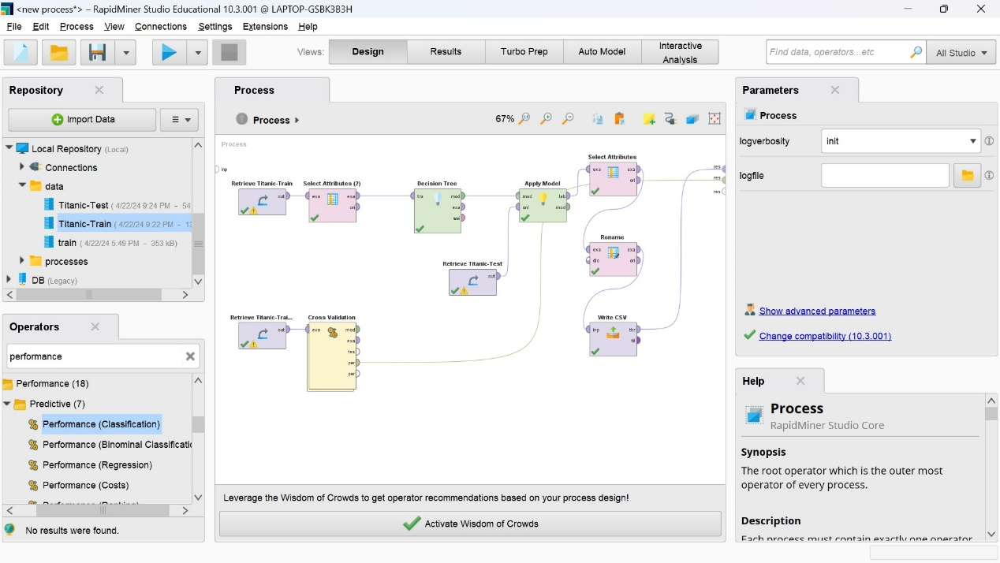 <new process*> – RapidMiner Studio Educational 10.3.001 @ LAPTOP-GSBK3B3H
File Edit Process View Connections Settings Extensions Help
Views: Design Results Turbo Prep Auto Model Interactive Analysis
Find data, operators...etc All Studio
Repository
Import Data
Local Repository (Local)
Connections
data
Titanic-Test ( 4/22/24 9:24 PM – 54
Titanic-Train ( 4/22/24 9:22 PM – 13
train ( 4/22/24 5:49 PM – 353 kB)
processes
DB (Legacy)
Operators
performance
Performance (18)
Predictive (7)
Performance (Classification)
Performance (Binominal Classificatio
Performance (Regression)
Performance (Costs)
No results were found.
Process
Process
67%
Process
inp
Retrieve Titanic-Train
out
Select Attributes (2)
exa exa
ori
Decision Tree
tra mod
exa
wei
Apply Model
mod lab
unl mod
Select Attributes
exa exa
ori
res
res
res
Rename
exa exa
ori
Retrieve Titanic-Test
out
Retrieve Titanic-Trai...
out
Cross Validation
exa mod
exa
tes
per
per
Write CSV
inp thr
fil
Leverage the Wisdom of Crowds to get operator recommendations based on your process design!
Activate Wisdom of Crowds
Parameters
Process
logverbosity init
logfile
Show advanced parameters
Change compatibility (10.3.001)
Help
Process
RapidMiner Studio Core
Synopsis
The root operator which is the outer most
operator of every process.
Description
Each process must contain exactly one operator